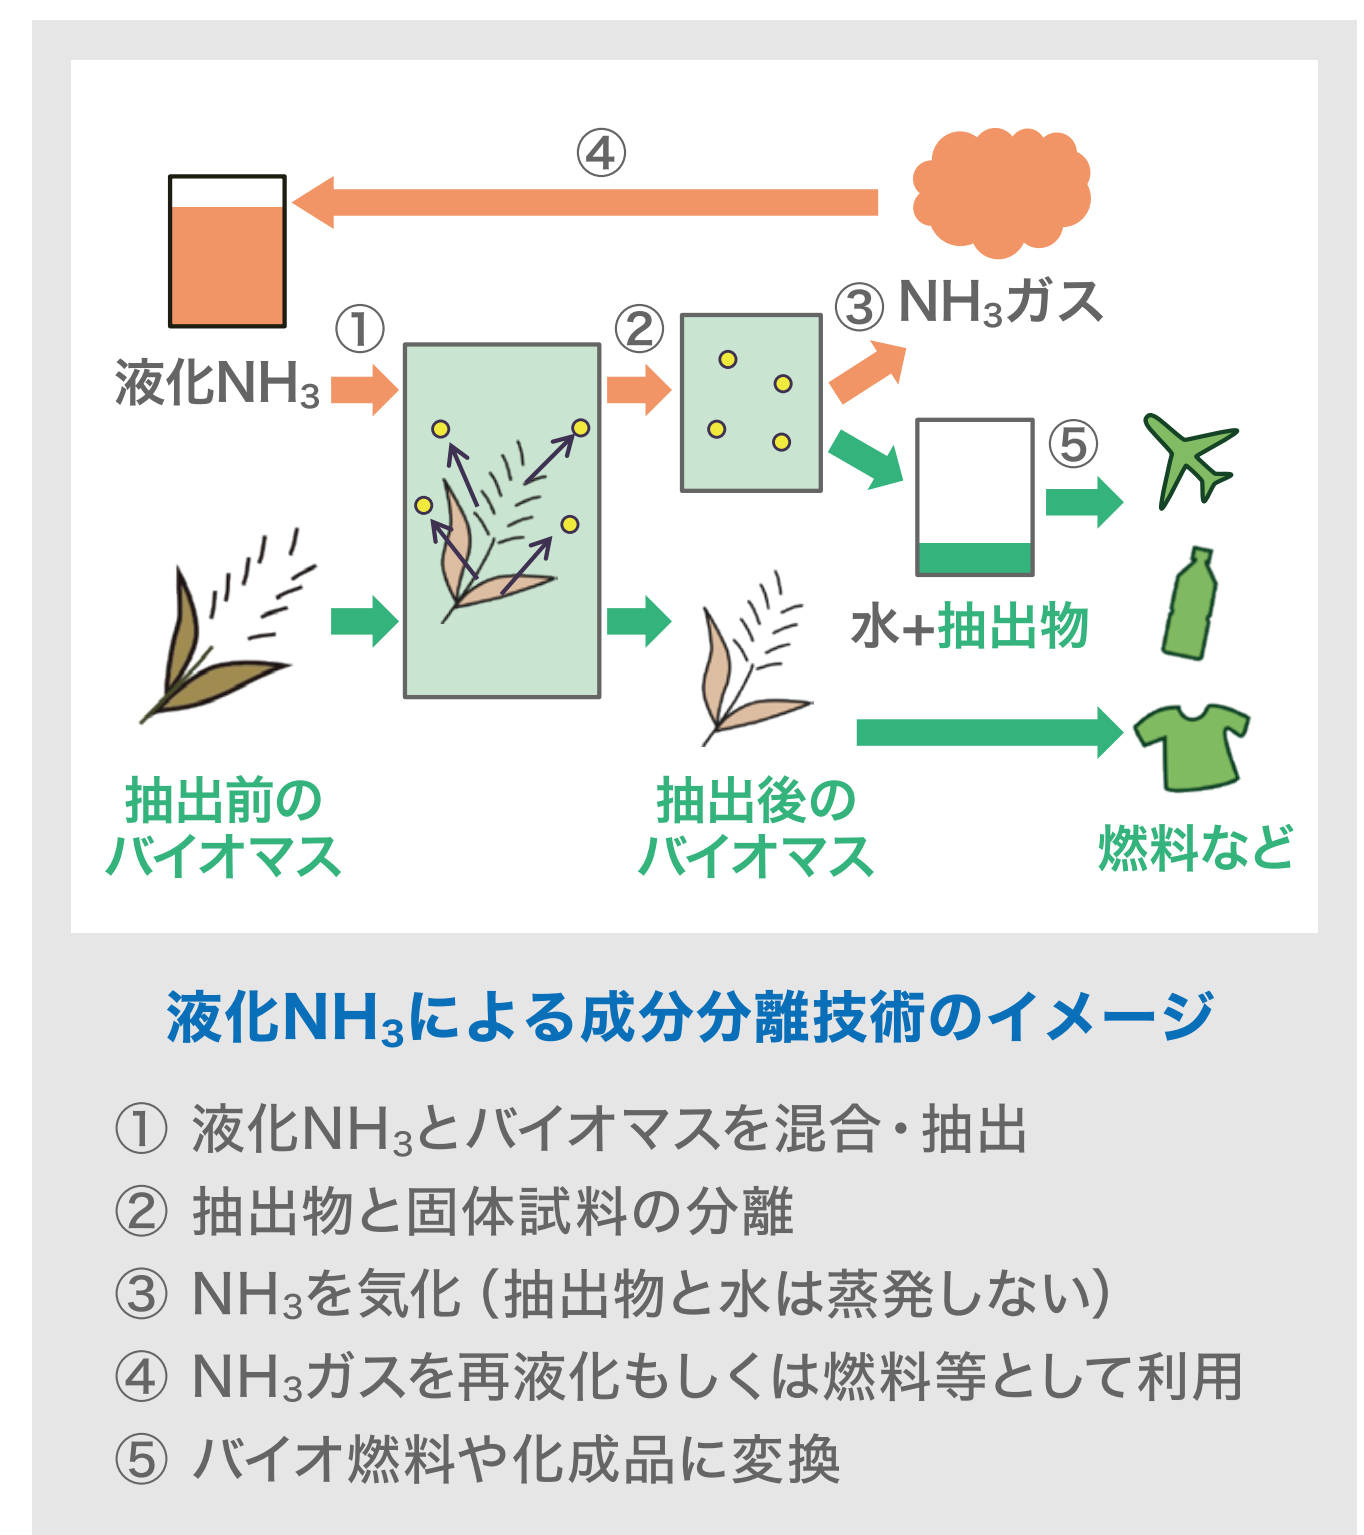 ④
①
液化NH₃
②
③
NH₃ガス
⑤
水+抽出物
抽出前の
バイオマス
抽出後の
バイオマス
燃料など
液化NH₃による成分分離技術のイメージ
① 液化NH₃とバイオマスを混合・抽出
② 抽出物と固体試料の分離
③ NH₃を気化（抽出物と水は蒸発しない）
④ NH₃ガスを再液化もしくは燃料等として利用
⑤ バイオ燃料や化成品に変換